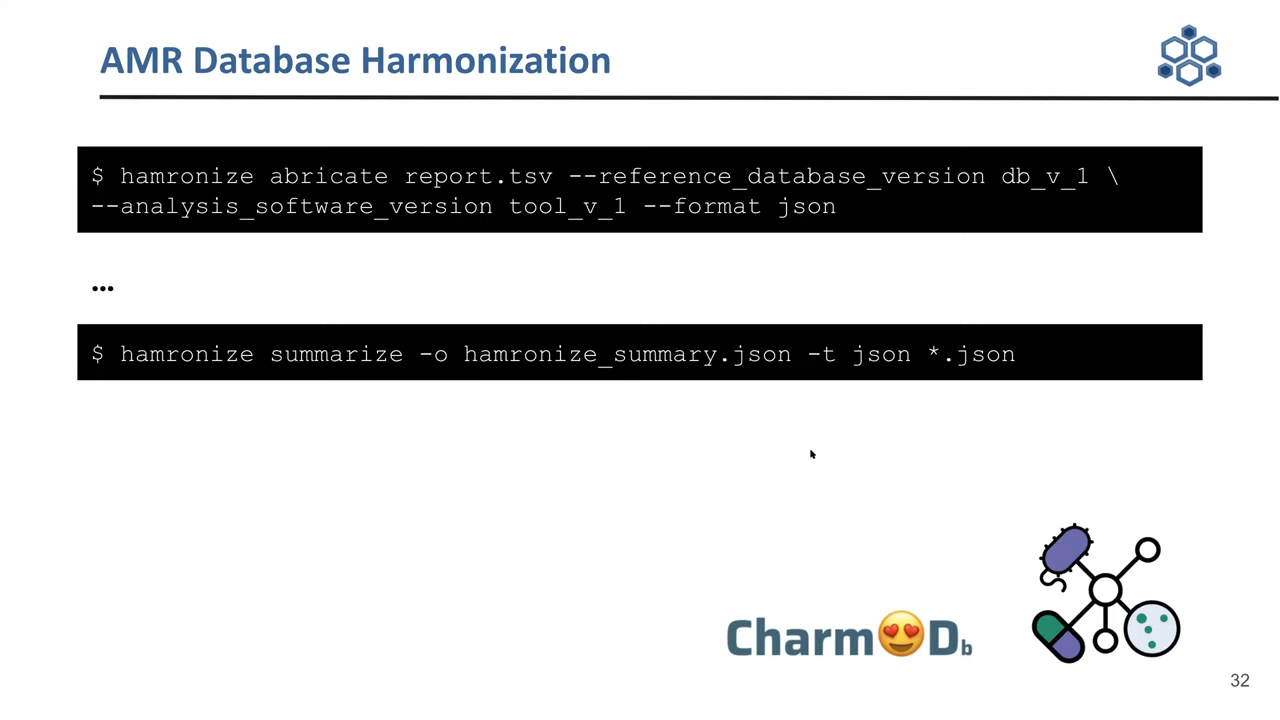 AMR Database Harmonization
$ hamronize abricate report.tsv --reference_database_version db_v_1 \
--analysis_software_version tool_v_1 --format json
...
$ hamronize summarize -o hamronize_summary.json -t json *.json
Charm😍Db
32